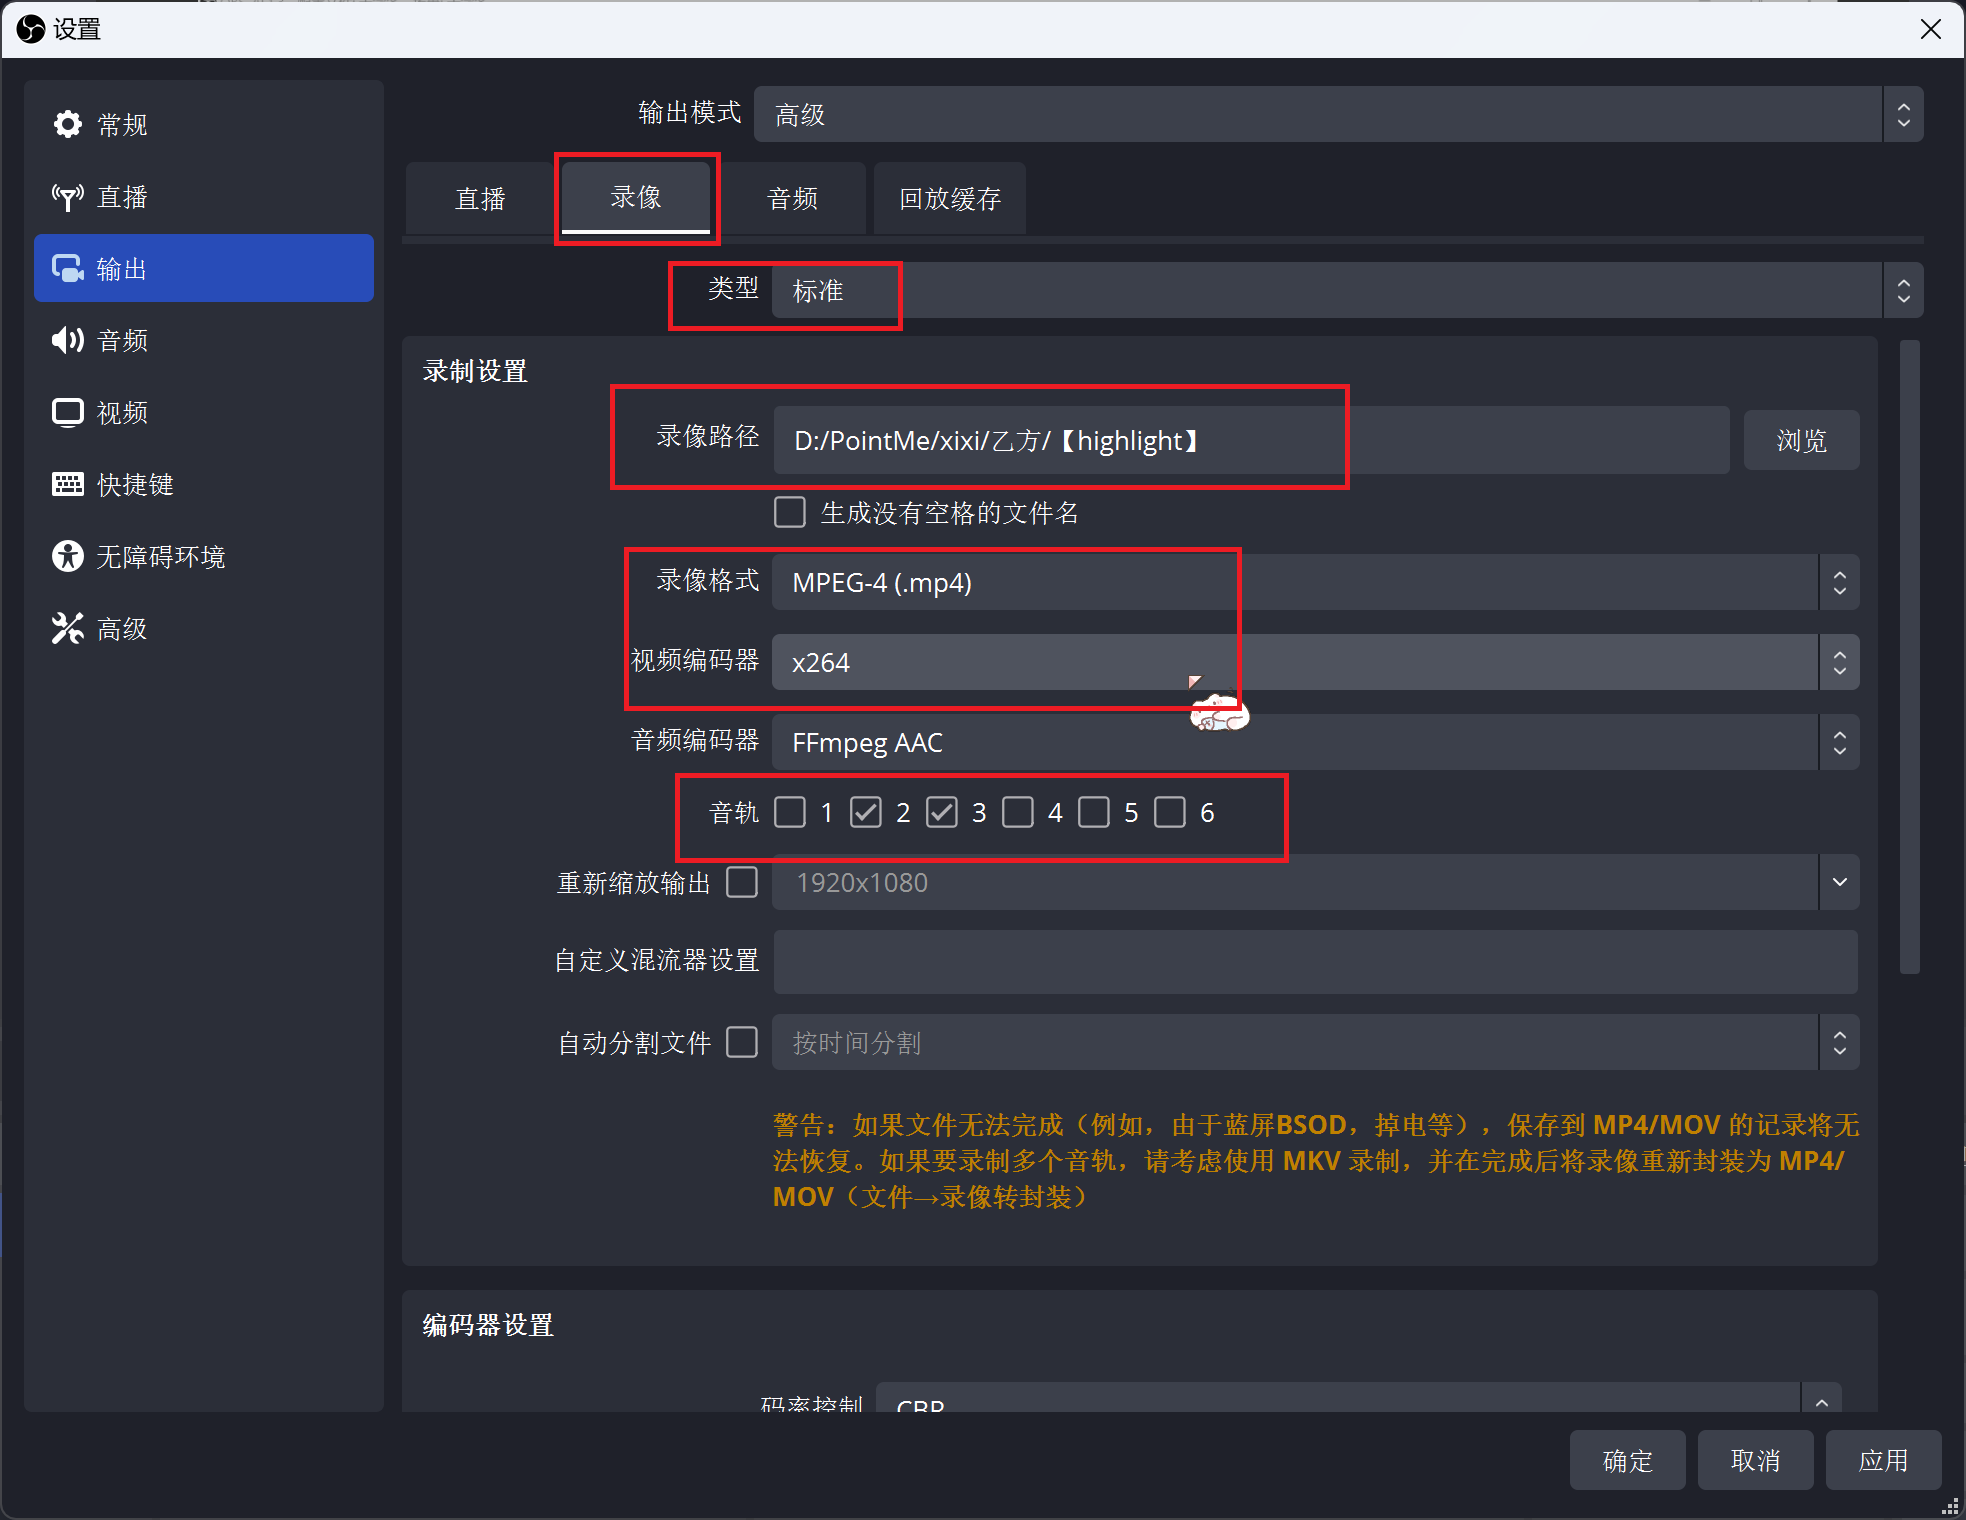 设置
常规
直播
输出
音频
视频
快捷键
无障碍环境
高级
输出模式 高级
直播 录像 音频 回放缓存
类型 标准
录制设置
录像路径 D:/PointMe/xixi/乙方/【highlight】 浏览
生成没有空格的文件名
录像格式 MPEG-4 (.mp4)
视频编码器 x264
音频编码器 FFmpeg AAC
音轨 1 2 3 4 5 6
重新缩放输出 1920x1080
自定义混流器设置
自动分割文件 按时间分割
警告：如果文件无法完成（例如，由于蓝屏BSOD，掉电等），保存到 MP4/MOV 的记录将无
法恢复。如果要录制多个音轨，请考虑使用 MKV 录制，并在完成后将录像重新封装为 MP4/
MOV（文件→录像转封装）
编码器设置
码率控制 CBR
确定 取消 应用